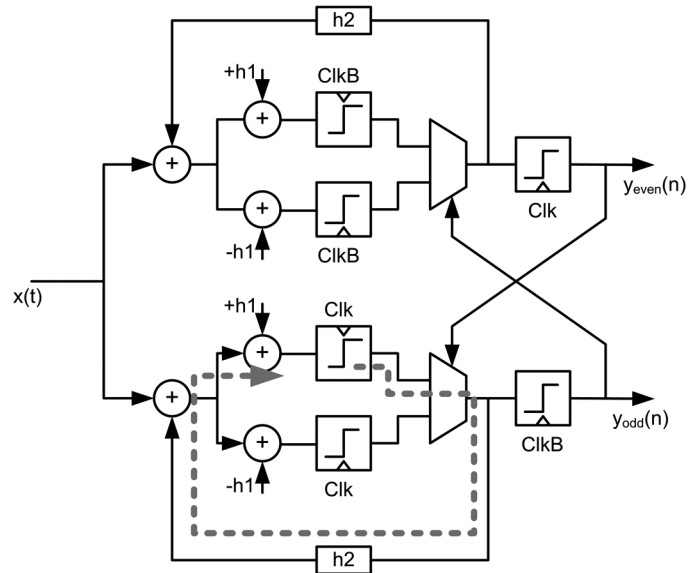 h2
+h1
ClkB
+
+
+
-h1
ClkB
Clk
yeven(n)
x(t)
+h1
Clk
+
+
+
-h1
Clk
ClkB
yodd(n)
h2